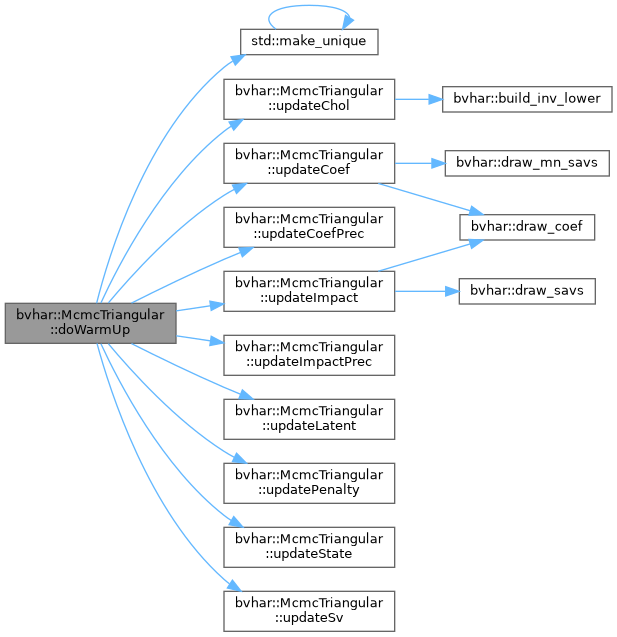 std::make_unique
bvhar::McmcTriangular
::updateChol
bvhar::build_inv_lower
bvhar::McmcTriangular
::updateCoef
bvhar::draw_mn_savs
bvhar::McmcTriangular
::updateCoefPrec
bvhar::draw_coef
bvhar::McmcTriangular
::updateImpact
bvhar::draw_savs
bvhar::McmcTriangular
::doWarmUp
bvhar::McmcTriangular
::updateImpactPrec
bvhar::McmcTriangular
::updateLatent
bvhar::McmcTriangular
::updatePenalty
bvhar::McmcTriangular
::updateState
bvhar::McmcTriangular
::updateSv